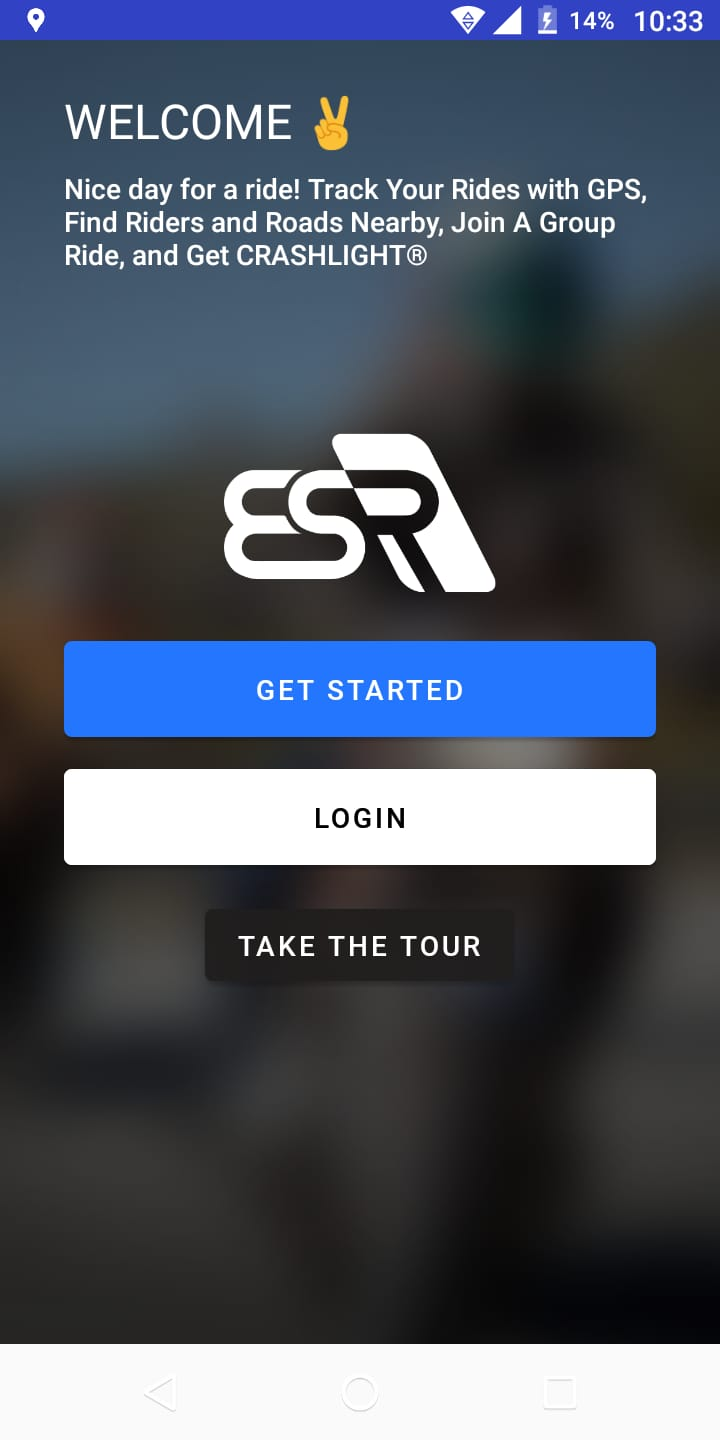 14% 10:33
WELCOME ✌
Nice day for a ride! Track Your Rides with GPS,
Find Riders and Roads Nearby, Join A Group
Ride, and Get CRASHLIGHT®
ESR
GET STARTED
LOGIN
TAKE THE TOUR